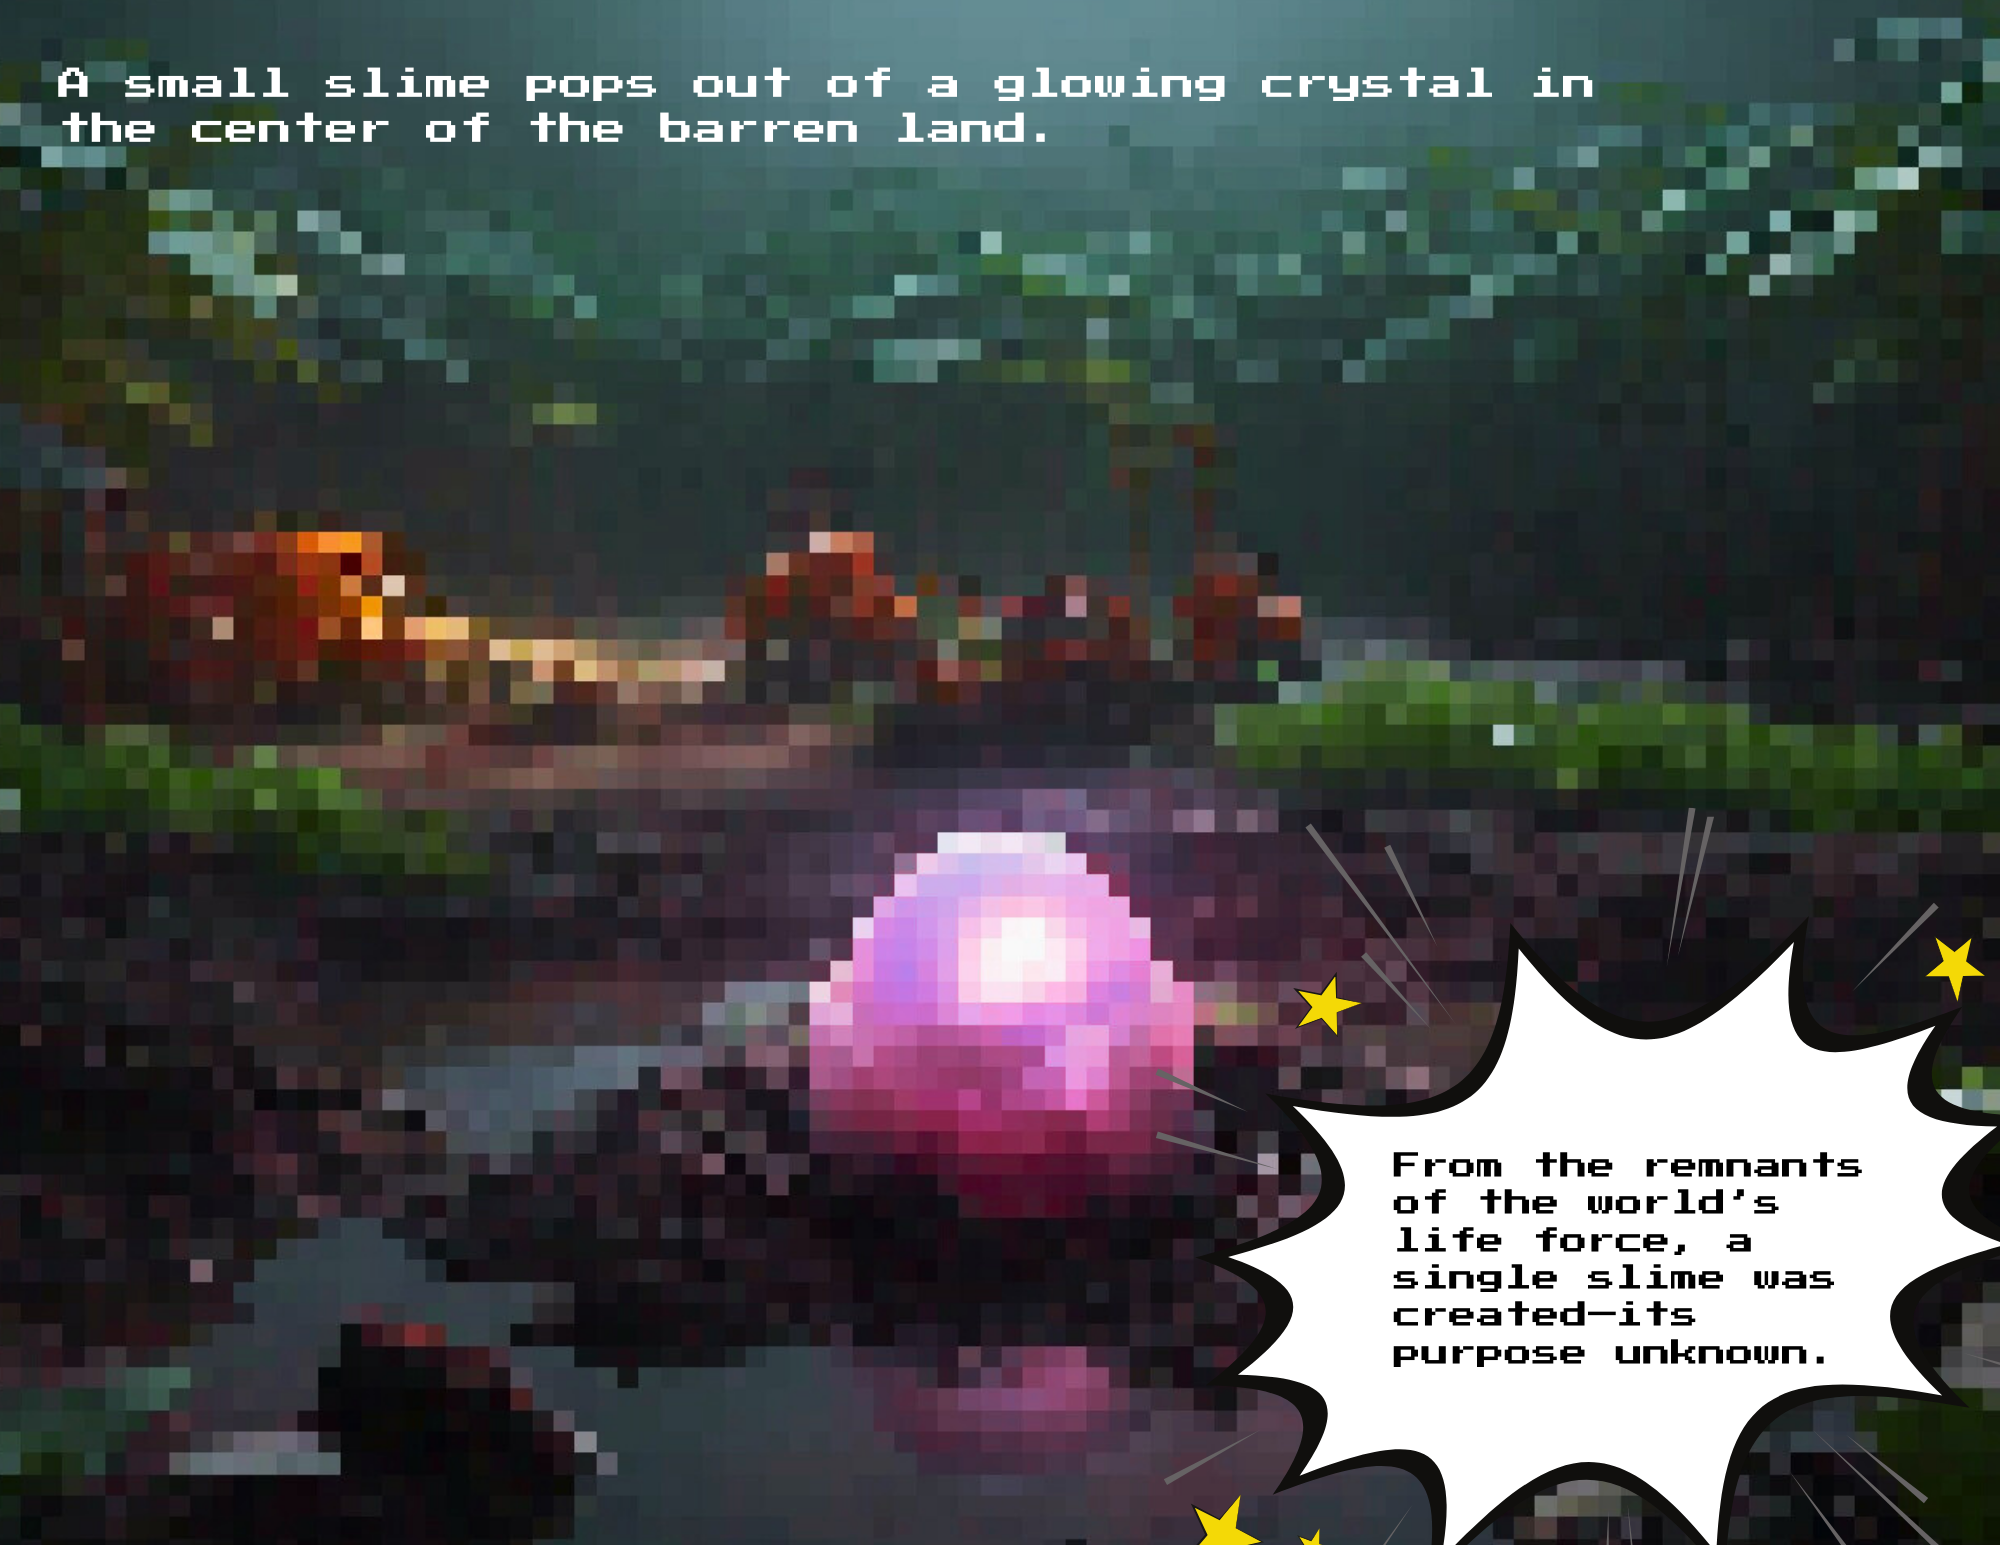 A small slime pops out of a glowing crystal in
the center of the barren land.
From the remnants
of the world's
life force, a
single slime was
created—its
purpose unknown.